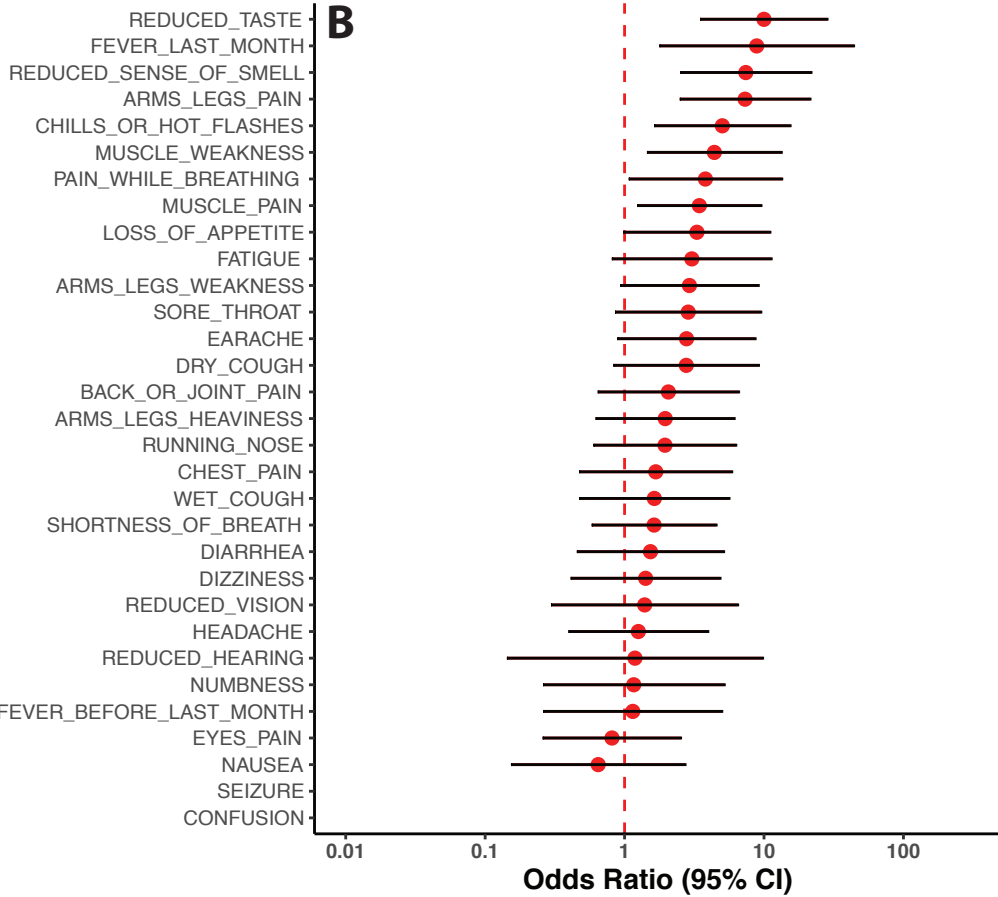 B
REDUCED_TASTE
FEVER_LAST_MONTH
REDUCED_SENSE_OF_SMELL
ARMS_LEGS_PAIN
CHILLS_OR_HOT_FLASHES
MUSCLE_WEAKNESS
PAIN_WHILE_BREATHING
MUSCLE_PAIN
LOSS_OF_APPETITE
FATIGUE
ARMS_LEGS_WEAKNESS
SORE_THROAT
EARACHE
DRY_COUGH
BACK_OR_JOINT_PAIN
ARMS_LEGS_HEAVINESS
RUNNING_NOSE
CHEST_PAIN
WET_COUGH
SHORTNESS_OF_BREATH
DIARRHEA
DIZZINESS
REDUCED_VISION
HEADACHE
REDUCED_HEARING
NUMBNESS
FEVER_BEFORE_LAST_MONTH
EYES_PAIN
NAUSEA
SEIZURE
CONFUSION
0.01 0.1 1 10 100
Odds Ratio (95% CI)